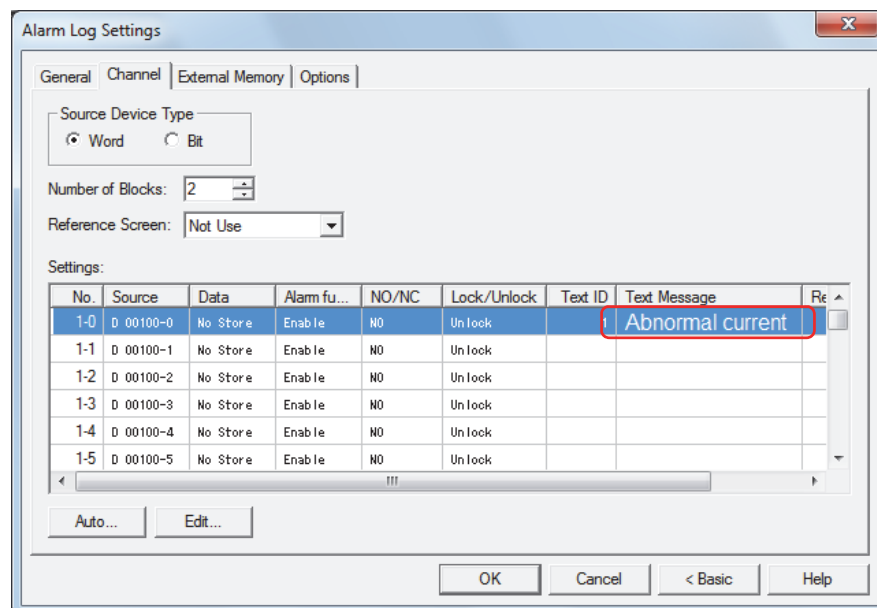 Alarm Log Settings
General Channel External Memory Options
Source Device Type
Word Bit
Number of Blocks: 2
Reference Screen: Not Use
Settings:
No. Source Data Alarm fu... NO/NC Lock/Unlock Text ID Text Message Re
1-0 D 00100-0 No Store Enable NO Unlock 1 Abnormal current
1-1 D 00100-1 No Store Enable NO Unlock
1-2 D 00100-2 No Store Enable NO Unlock
1-3 D 00100-3 No Store Enable NO Unlock
1-4 D 00100-4 No Store Enable NO Unlock
1-5 D 00100-5 No Store Enable NO Unlock
Auto... Edit...
OK Cancel < Basic Help